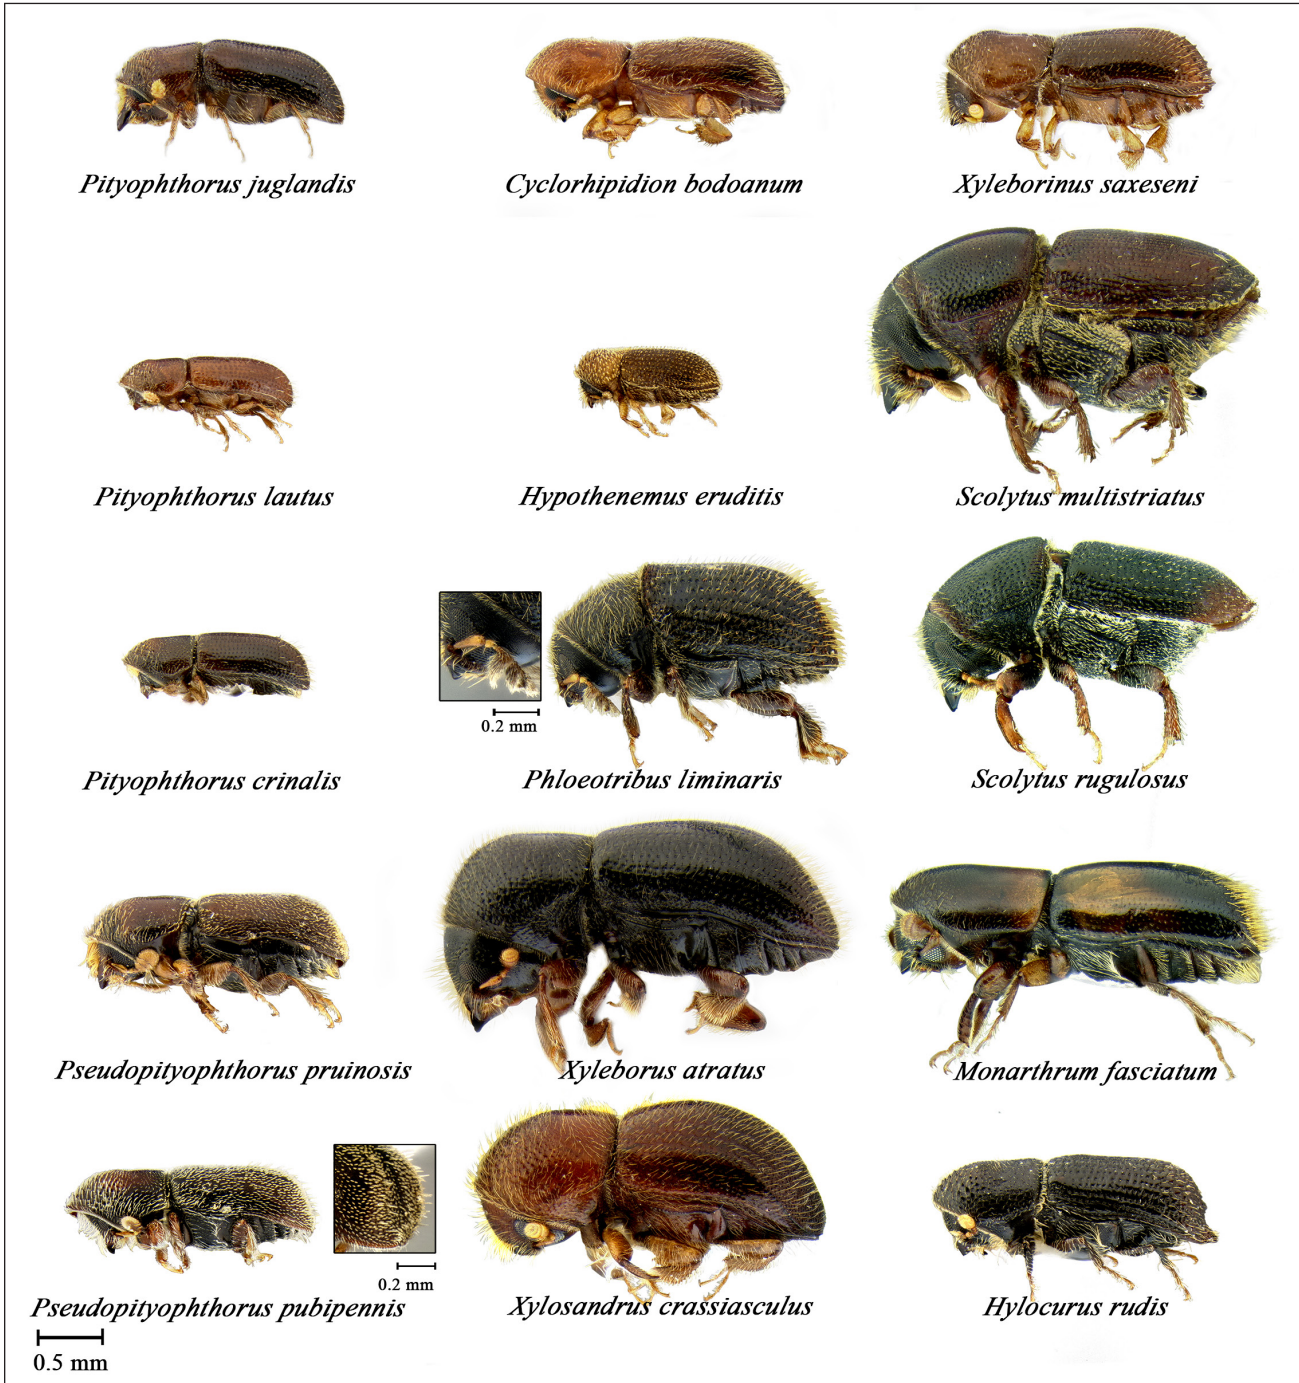 Pityophthorus juglandis
Cyclorhipidion bodoanum
Xyleborinus saxeseni
Pityophthorus lautus
Hypothenemus eruditis
Scolytus multistriatus
0.2 mm
Pityophthorus crinalis
Phloeotribus liminaris
Scolytus rugulosus
Pseudopityophthorus pruinosis
Xyleborus atratus
Monarthrum fasciatum
0.2 mm
Pseudopityophthorus pubipennis
Xylosandrus crassiasculus
Hylocurus rudis
0.5 mm